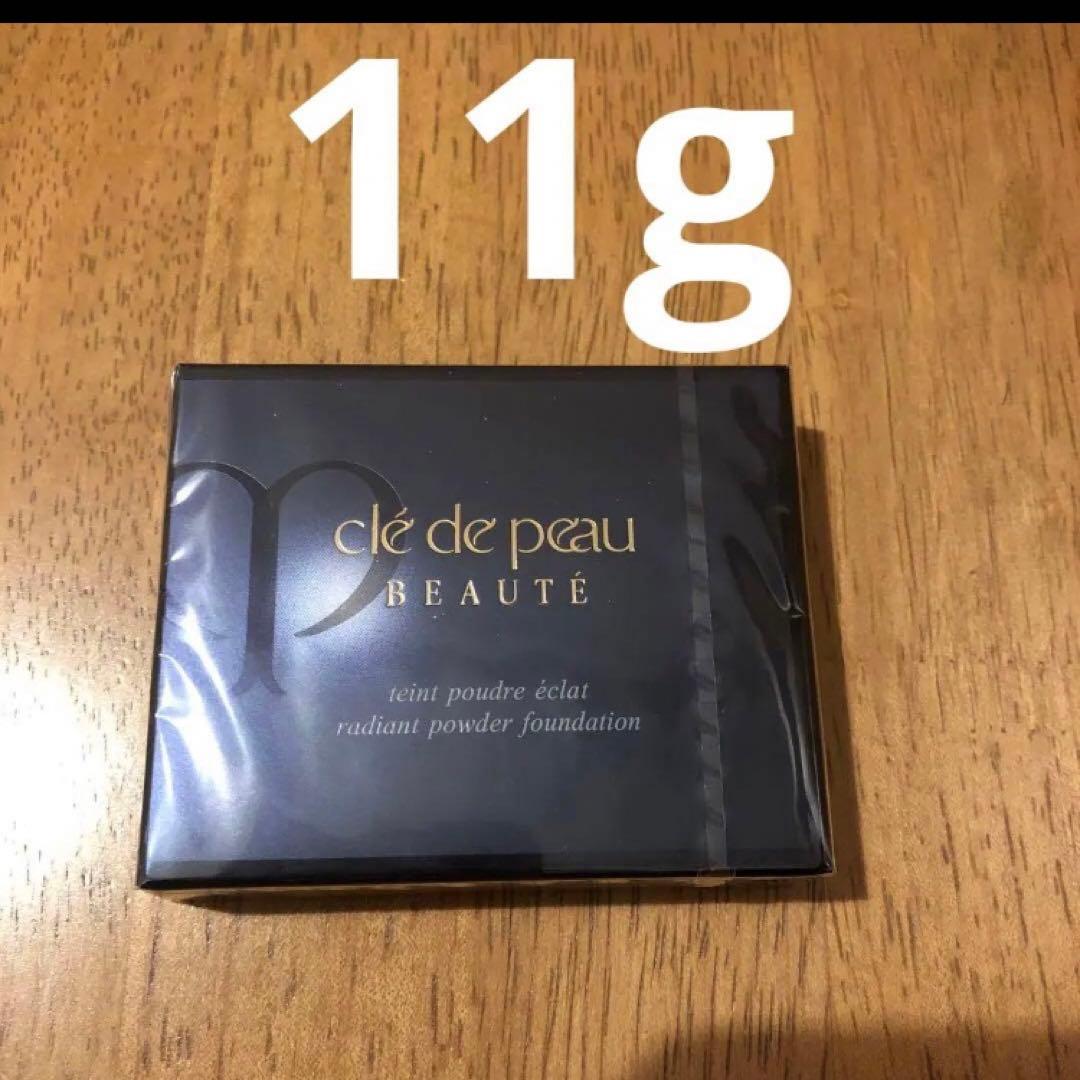 11g
clé de peau
BEAUTÉ
teint poudre éclat
radiant powder foundation